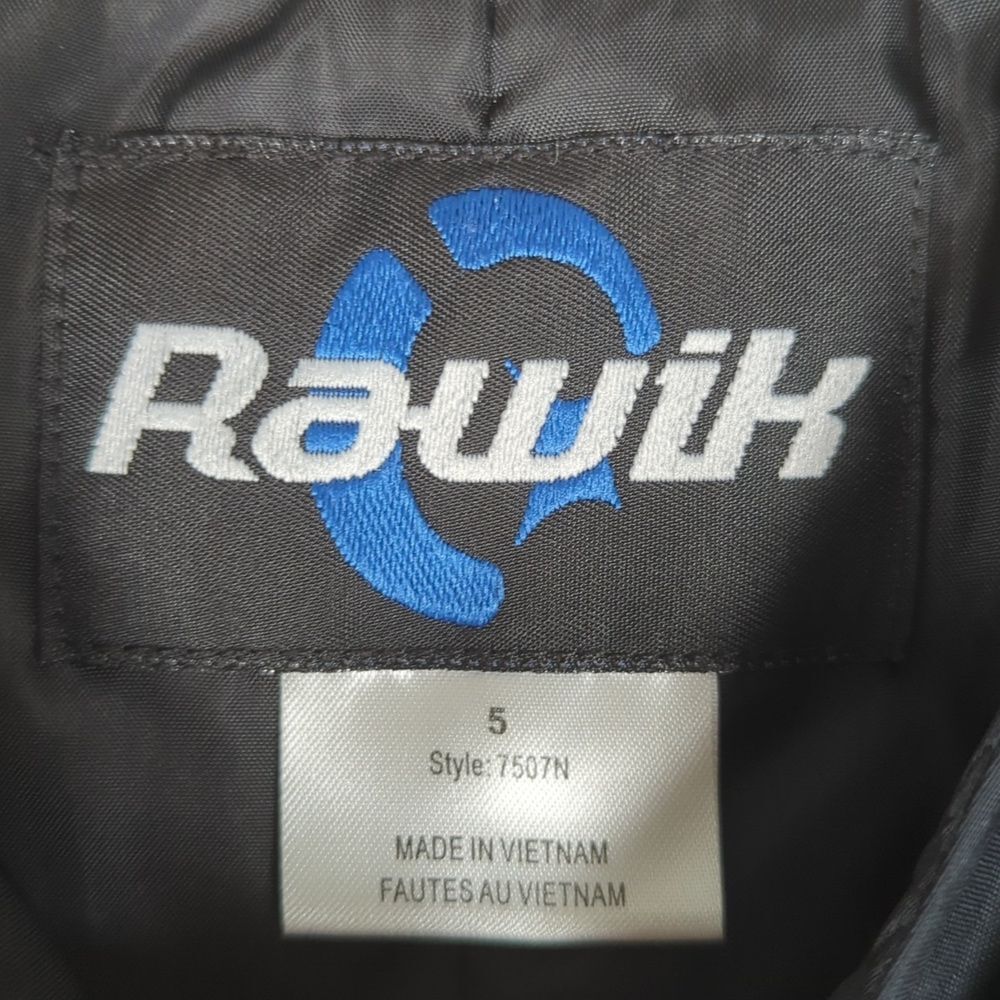 Rawik
5
Style: 7507N
MADE IN VIETNAM
FAUTES AU VIETNAM